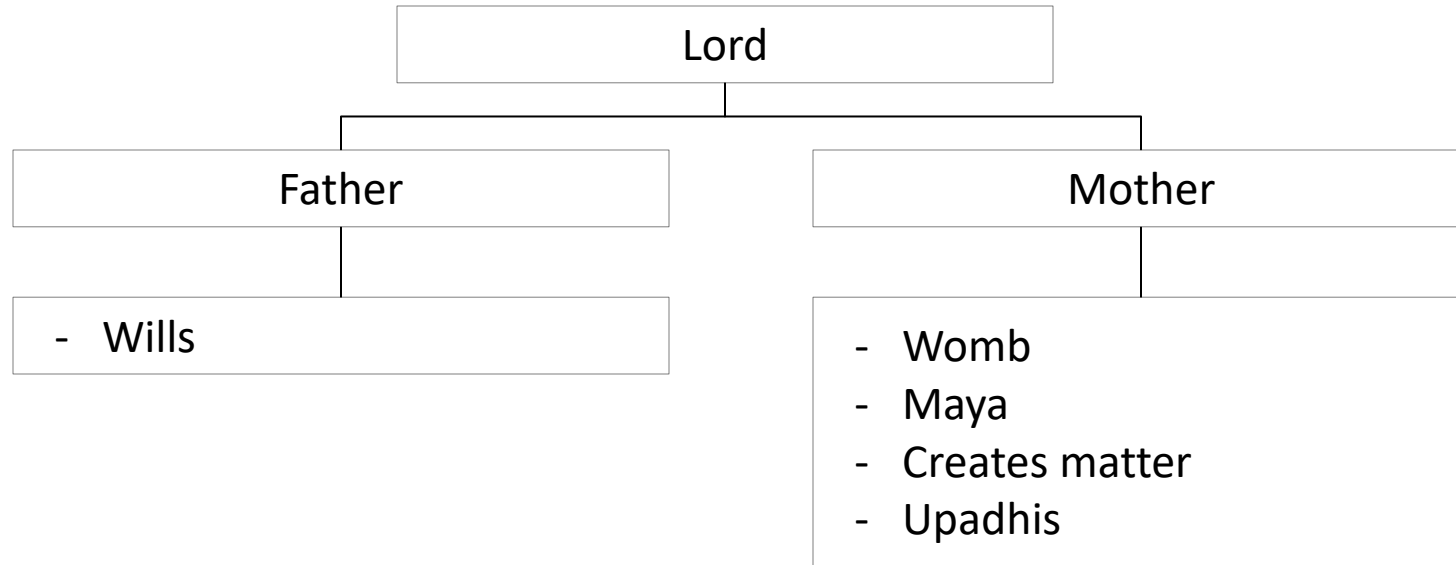 Lord
Father
Mother
- Wills
- Womb
- Maya
- Creates matter
- Upadhis